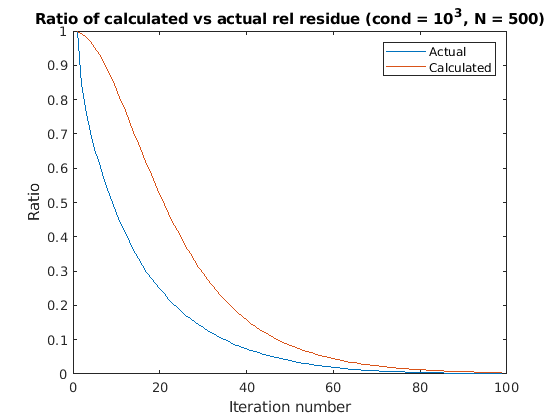 Ratio of calculated vs actual rel residue (cond = 10^3, N = 500)
1
0.9
0.8
0.7
0.6
0.5
0.4
0.3
0.2
0.1
0
Ratio
Actual
Calculated
0 20 40 60 80 100
Iteration number